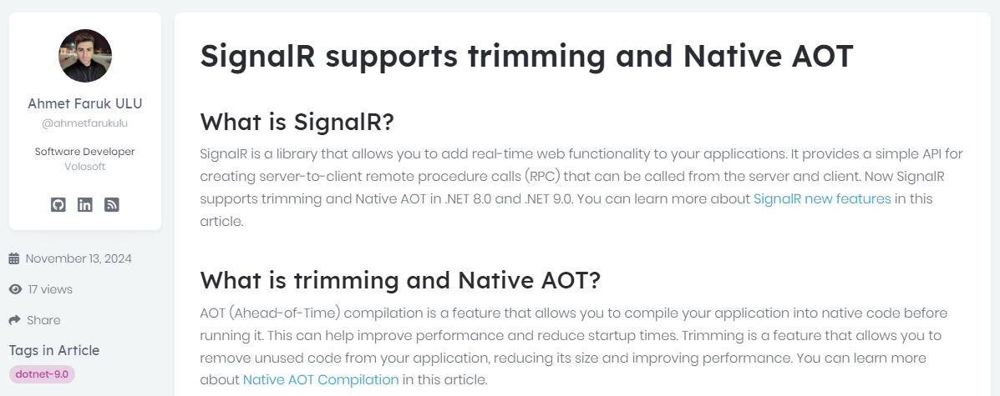 Ahmet Faruk ULU
@ahmetfarukulu
Software Developer
Volosoft
November 13, 2024
17 views
Share
Tags in Article
dotnet-9.0
SignalR supports trimming and Native AOT
What is SignalR?
SignalR is a library that allows you to add real-time web functionality to your applications. It provides a simple API for
creating server-to-client remote procedure calls (RPC) that can be called from the server and client. Now SignalR
supports trimming and Native AOT in .NET 8.0 and .NET 9.0. You can learn more about SignalR new features in this
article.
What is trimming and Native AOT?
AOT (Ahead-of-Time) compilation is a feature that allows you to compile your application into native code before
running it. This can help improve performance and reduce startup times. Trimming is a feature that allows you to
remove unused code from your application, reducing its size and improving performance. You can learn more
about Native AOT Compilation in this article.